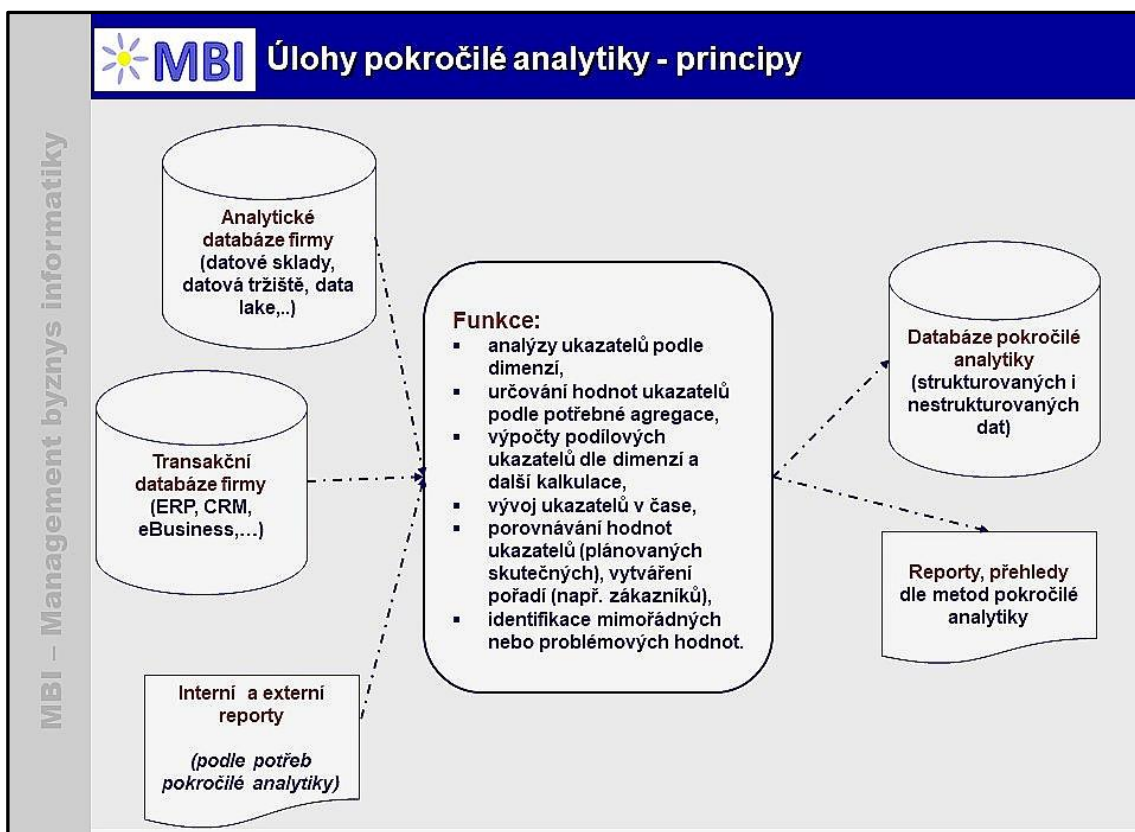 MBI
Úlohy pokročilé analytiky - principy
MBI – Management byznys informatiky
Analytické
databáze firmy
(datové sklady,
datová tržiště, data
lake,..)
Transakční
databáze firmy
(ERP, CRM,
eBusiness,…)
Interní a externí
reporty
(podle potřeb
pokročilé analytiky)
Funkce:
▪ analýzy ukazatelů podle
dimenzí,
▪ určování hodnot ukazatelů
podle potřebné agregace,
▪ výpočty podílových
ukazatelů dle dimenzí a
další kalkulace,
▪ vývoj ukazatelů v čase,
▪ porovnávání hodnot
ukazatelů (plánovaných
skutečných), vytváření
pořadí (např. zákazníků),
▪ identifikace mimořádných
nebo problémových hodnot.
Databáze pokročilé
analytiky
(strukturovaných i
nestrukturovaných
dat)
Reporty, přehledy
dle metod pokročilé
analytiky